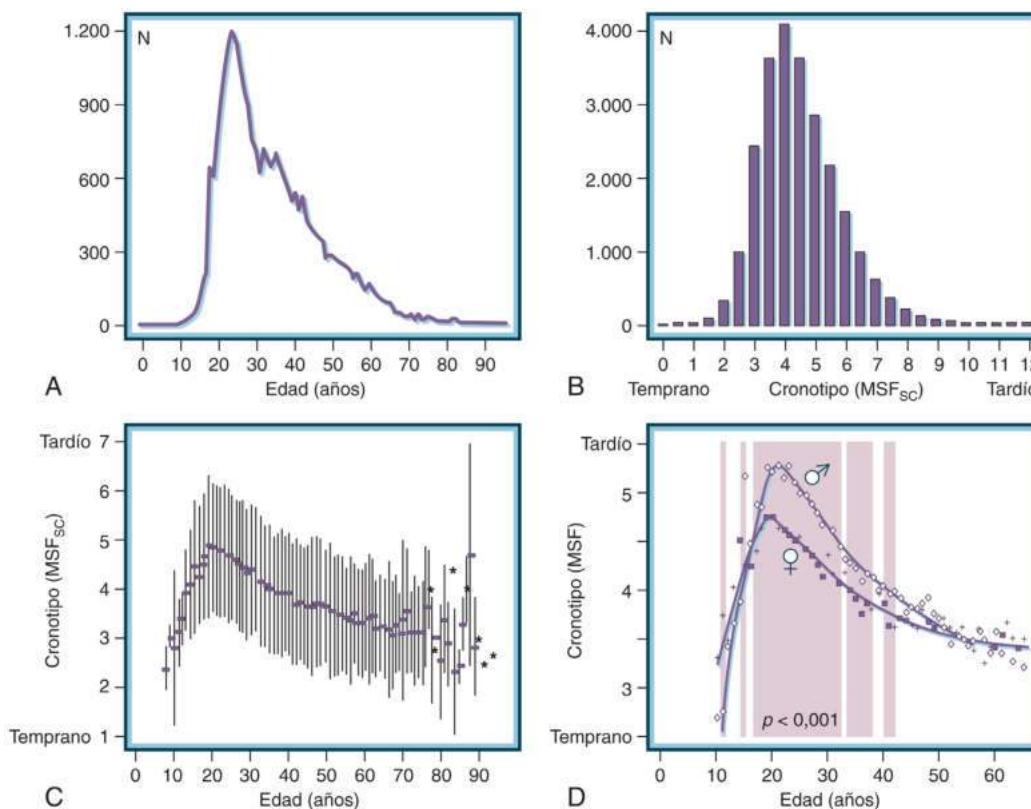 1.200
N
900
600
300
0
0 10 20 30 40 50 60 70 80 90
A
Edad (años)
4.000
N
3.000
2.000
1.000
0
0 1 2 3 4 5 6 7 8 9 10 11 12
Temprano Cronotipo (MSFSC) Tardío
B
Tardío 7
6
5
4
3
2
Temprano 1
Cronotipo (MSFSC)
0 10 20 30 40 50 60 70 80 90
C
Edad (años)
Tardío
5
4
3
Temprano
Cronotipo (MSF)
p < 0,001
0 10 20 30 40 50 60
D
Edad (años)